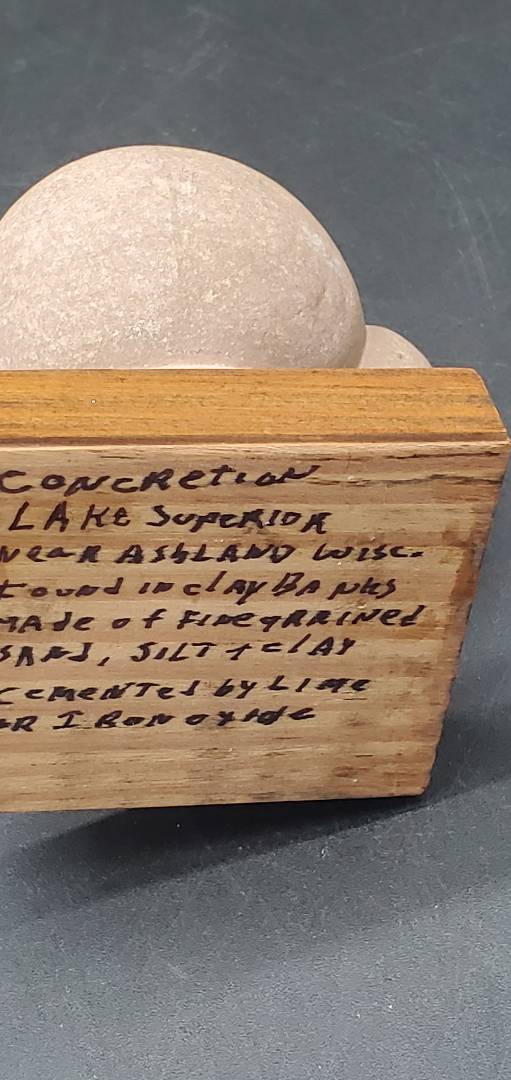 CONCRETION
LAKE SUPERIOR
NEAR ASHLAND WISC.
Found in clAY BANKS
MAde of FINEgRAINed
SAND, SILT + clAY
cemented by Lime
OR IRon oxide